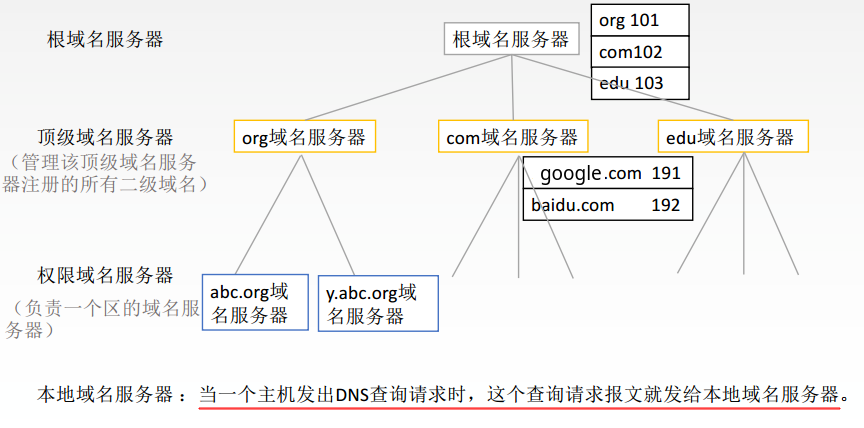 根域名服务器
根域名服务器
org 101
com102
edu 103
顶级域名服务器
(管理该顶级域名服务
器注册的所有二级域名)
org域名服务器
com域名服务器
edu域名服务器
google.com 191
baidu.com 192
权限域名服务器
(负责一个区的域名服
务器)
abc.org域
名服务器
y.abc.org域
名服务器
本地域名服务器:当一个主机发出DNS查询请求时,这个查询请求报文就发给本地域名服务器。